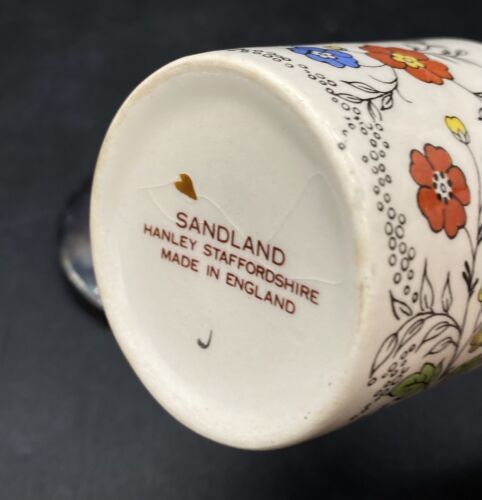 SANDLAND
HANLEY STAFFORDSHIRE
MADE IN ENGLAND
J